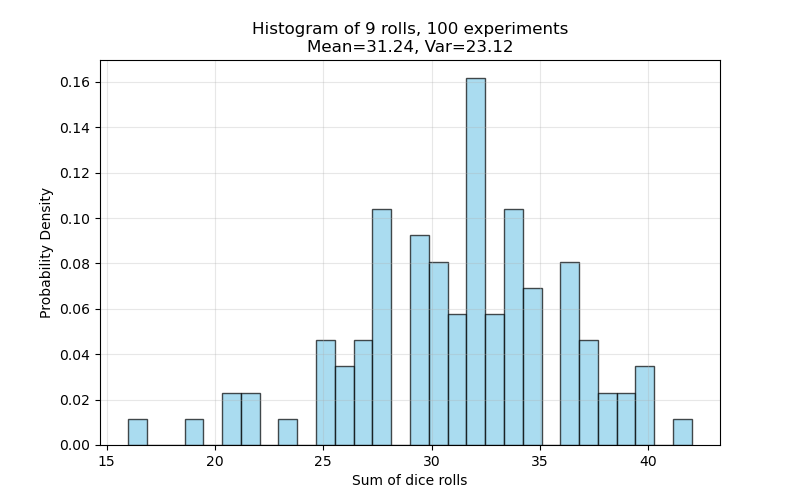 Histogram of 9 rolls, 100 experiments
Mean=31.24, Var=23.12
Probability Density
0.16
0.14
0.12
0.10
0.08
0.06
0.04
0.02
0.00
15 20 25 30 35 40
Sum of dice rolls